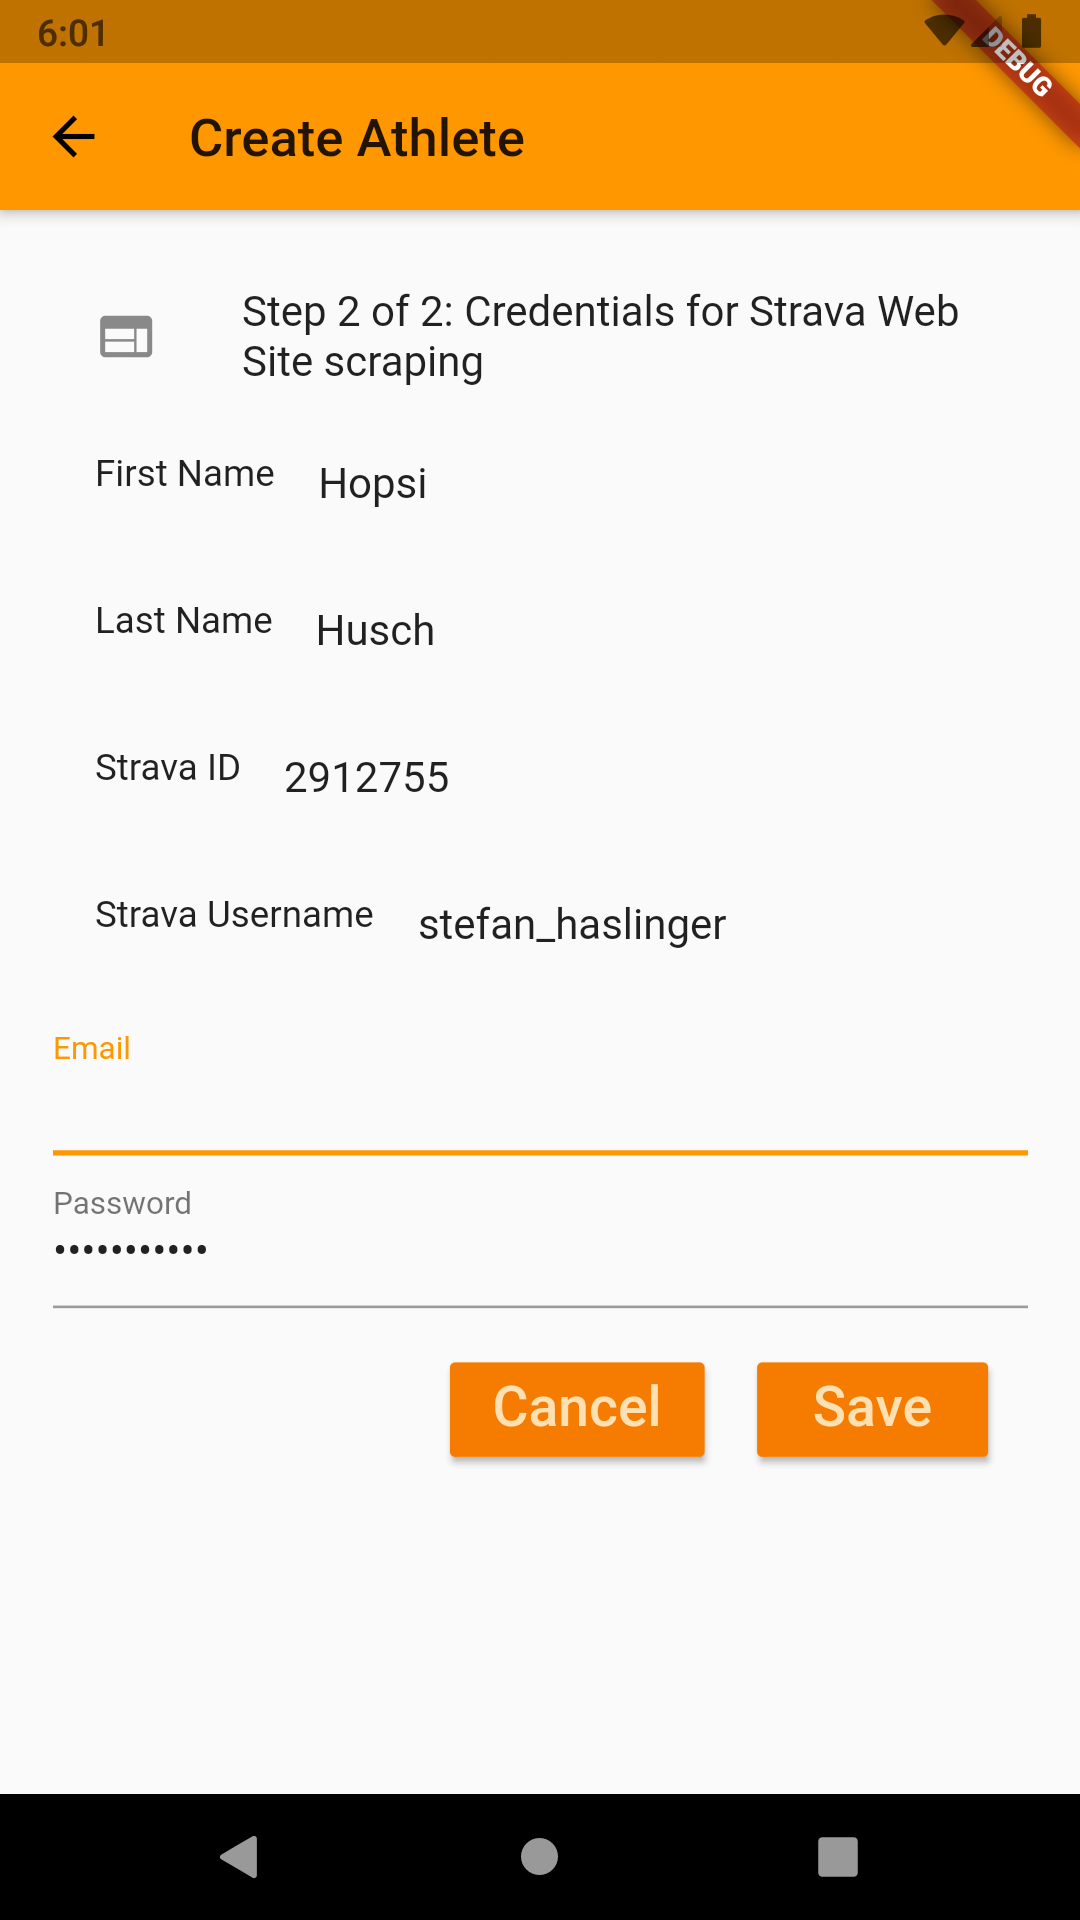 6:01
DEBUG
Create Athlete
Step 2 of 2: Credentials for Strava Web
Site scraping
First Name Hopsi
Last Name Husch
Strava ID 2912755
Strava Username stefan_haslinger
Email
Password
•••••••••••
Cancel Save